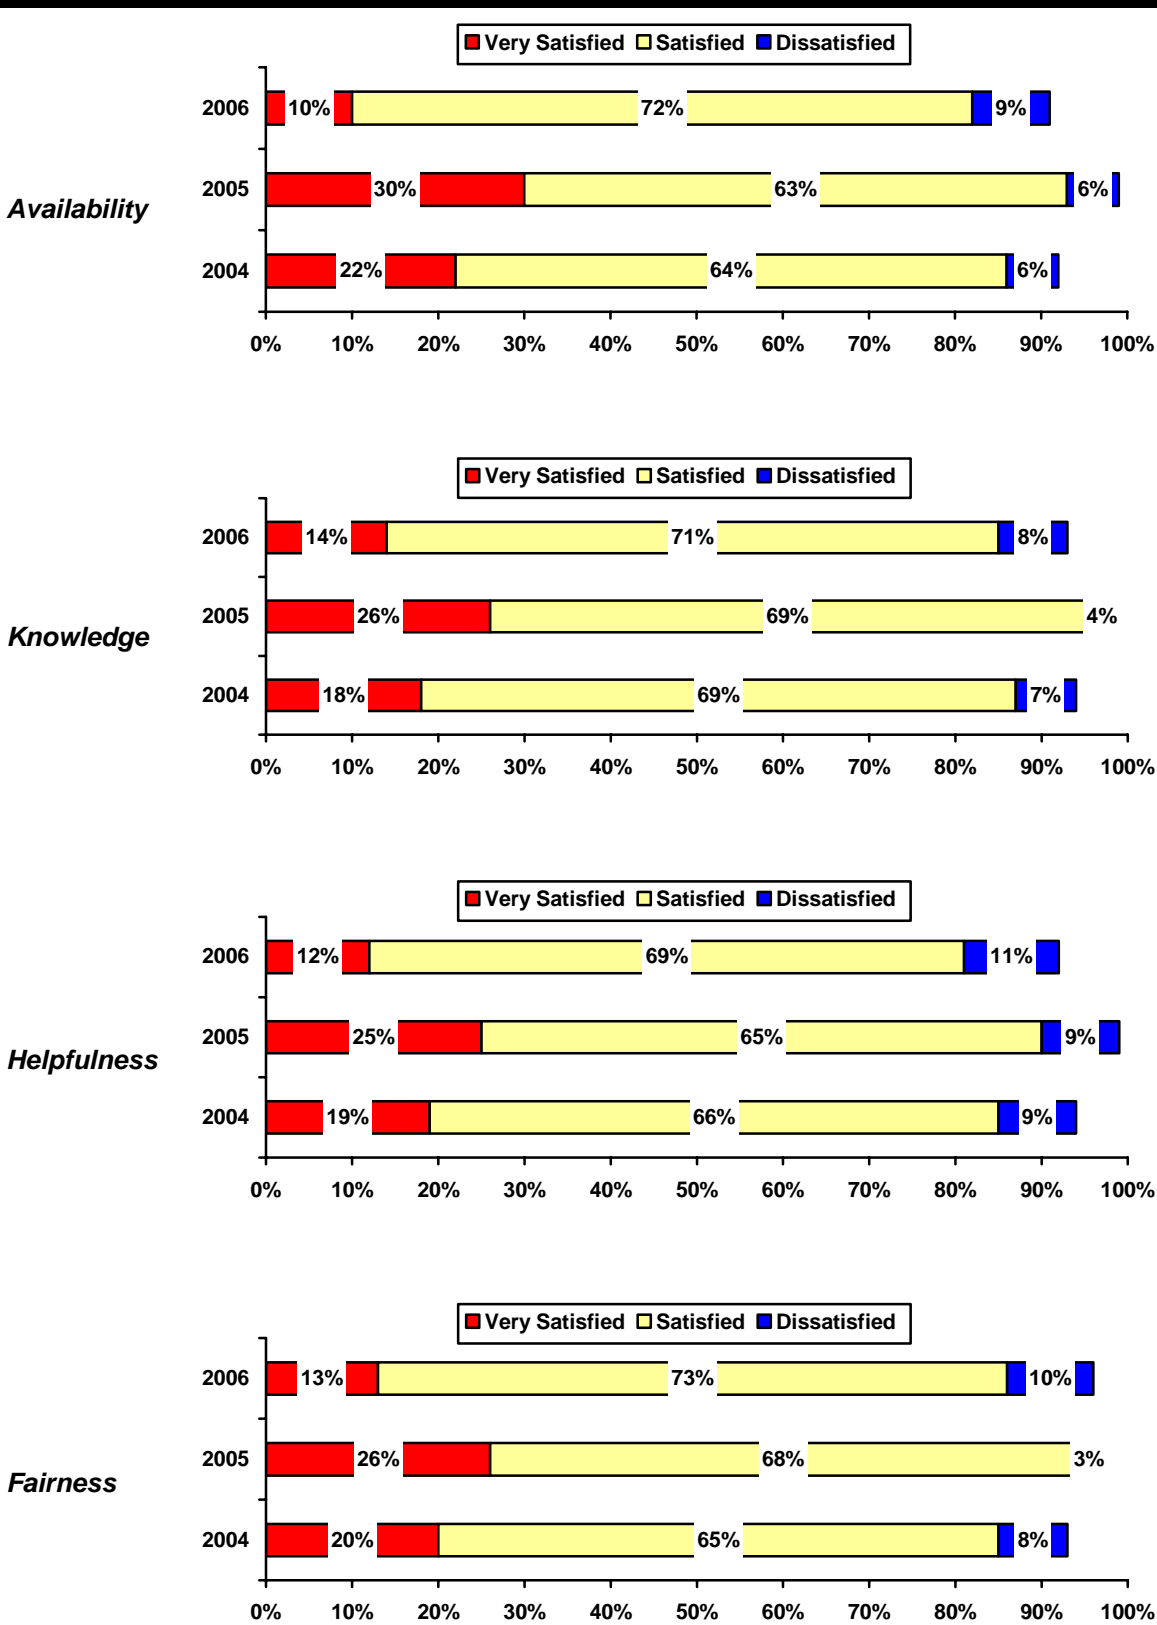 Very Satisfied Satisfied Dissatisfied
2006 10% 72% 9%
2005 30% 63% 6%
Availability
2004 22% 64% 6%
0% 10% 20% 30% 40% 50% 60% 70% 80% 90% 100%
Very Satisfied Satisfied Dissatisfied
2006 14% 71% 8%
2005 26% 69% 4%
Knowledge
2004 18% 69% 7%
0% 10% 20% 30% 40% 50% 60% 70% 80% 90% 100%
Very Satisfied Satisfied Dissatisfied
2006 12% 69% 11%
2005 25% 65% 9%
Helpfulness
2004 19% 66% 9%
0% 10% 20% 30% 40% 50% 60% 70% 80% 90% 100%
Very Satisfied Satisfied Dissatisfied
2006 13% 73% 10%
2005 26% 68% 3%
Fairness
2004 20% 65% 8%
0% 10% 20% 30% 40% 50% 60% 70% 80% 90% 100%